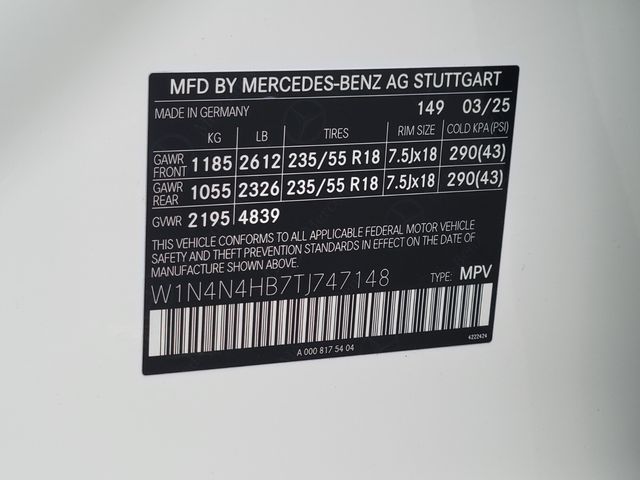 MFD BY MERCEDES-BENZ AG STUTTGART
MADE IN GERMANY 149 03/25
KG LB TIRES RIM SIZE COLD KPA (PSI)
GAWR FRONT 1185 2612 235/55 R18 7.5Jx18 290(43)
GAWR REAR 1055 2326 235/55 R18 7.5Jx18 290(43)
GVWR 2195 4839
THIS VEHICLE CONFORMS TO ALL APPLICABLE FEDERAL MOTOR VEHICLE
SAFETY AND THEFT PREVENTION STANDARDS IN EFFECT ON THE DATE OF
MANUFACTURE SHOWN ABOVE.
W1N4N4HB7TJ747148 TYPE: MPV
A 000 817 54 04 4222424